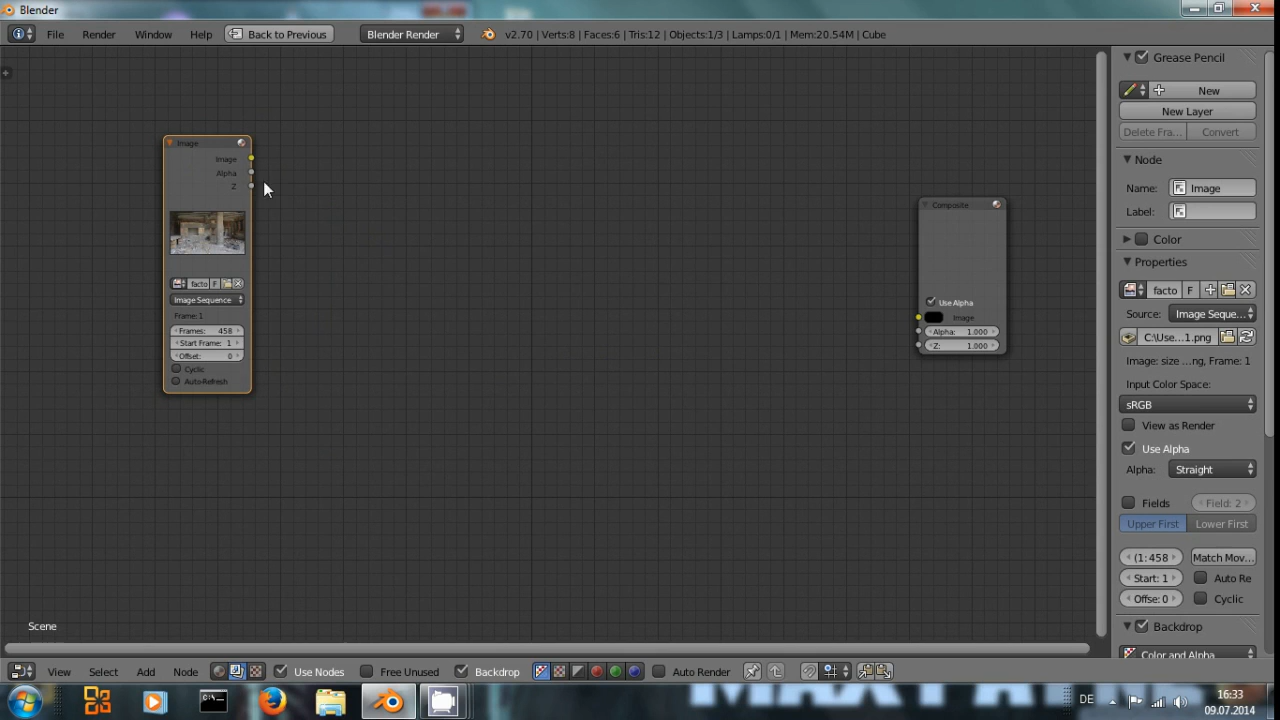 Blender
File Render Window Help Back to Previous Blender Render v2.70 | Verts:8 | Faces:6 | Tris:12 | Objects:1/3 | Lamps:0/1 | Mem:20.54M | Cube
Grease Pencil
New
New Layer
Delete Fra... Convert
Node
Name: Image
Label:
Color
Properties
facto F
Source: Image Seque...
C:\Use...1.png
Image: size ...ng, Frame: 1
Input Color Space:
sRGB
View as Render
Use Alpha
Alpha: Straight
Fields Field: 2
Upper First Lower First
(1: 458 Match Mov...
Start: 1 Auto Re
Offse: 0 Cyclic
Backdrop
Color and Alpha
Image
Image
Alpha
Z
facto F
Image Sequence
Frame: 1
Frames: 458
Start Frame: 1
Offset: 0
Cyclic
Auto-Refresh
Composite
Use Alpha
Image
Alpha: 1.000
Z: 1.000
Scene
View Select Add Node Use Nodes Free Unused Backdrop Auto Render
DE
16:33
09.07.2014